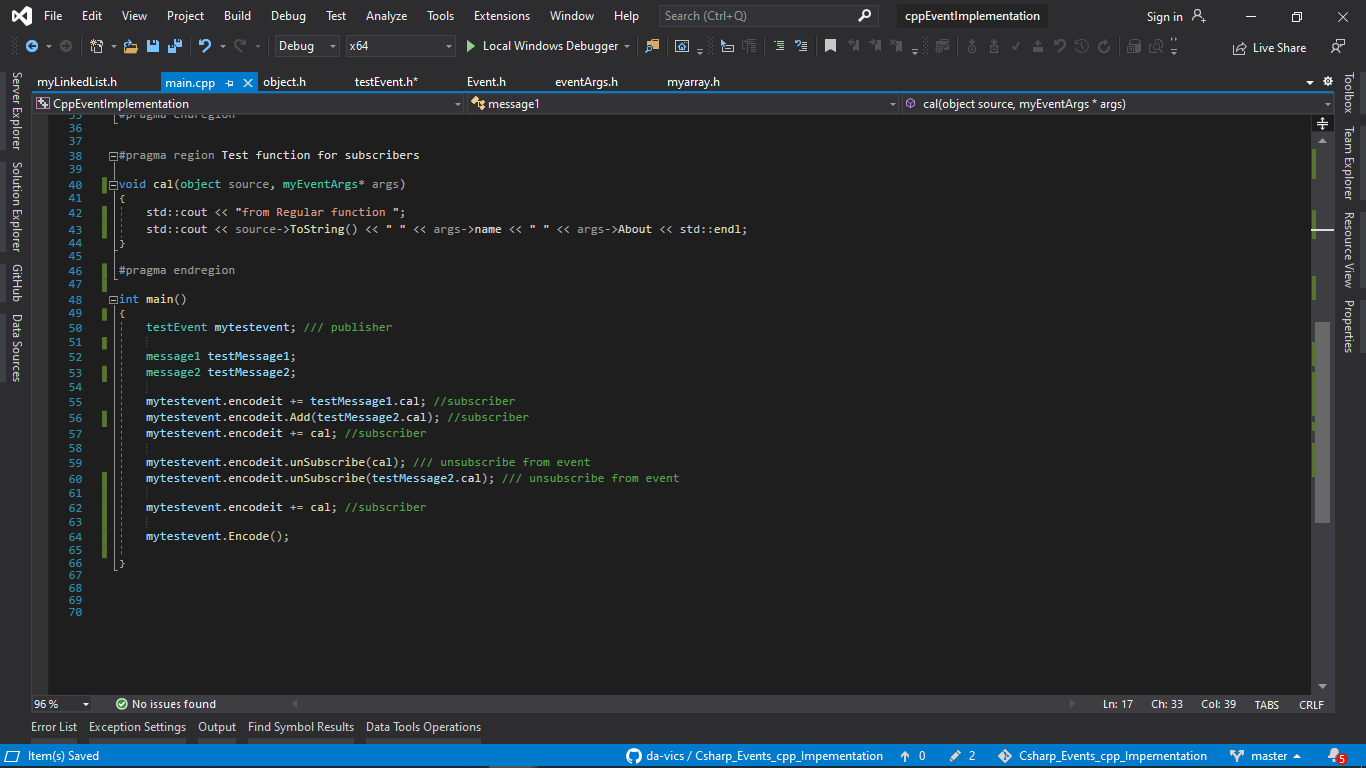 File Edit View Project Build Debug Test Analyze Tools Extensions Window Help Search (Ctrl+Q) cppEventImplementation Sign in
Debug x64 Local Windows Debugger Live Share
myLinkedList.h main.cpp object.h testEvent.h* Event.h eventArgs.h myarray.h
CppEventImplementation message1 cal(object source, myEventArgs * args)
Server Explorer
Solution Explorer
GitHub
Data Sources
Toolbox
Team Explorer
Resource View
Properties
35 #pragma endregion
36
37
38 #pragma region Test function for subscribers
39
40 void cal(object source, myEventArgs* args)
41 {
42 std::cout << "from Regular function ";
43 std::cout << source->ToString() << " " << args->name << " " << args->About << std::endl;
44 }
45
46 #pragma endregion
47
48 int main()
49 {
50 testEvent mytestevent; /// publisher
51
52 message1 testMessage1;
53 message2 testMessage2;
54
55 mytestevent.encodeit += testMessage1.cal; //subscriber
56 mytestevent.encodeit.Add(testMessage2.cal); //subscriber
57 mytestevent.encodeit += cal; //subscriber
58
59 mytestevent.encodeit.unSubscribe(cal); /// unsubscribe from event
60 mytestevent.encodeit.unSubscribe(testMessage2.cal); /// unsubscribe from event
61
62 mytestevent.encodeit += cal; //subscriber
63
64 mytestevent.Encode();
65
66 }
67
68
69
70
96 % No issues found Ln: 17 Ch: 33 Col: 39 TABS CRLF
Error List Exception Settings Output Find Symbol Results Data Tools Operations
Item(s) Saved da-vics / Csharp_Events_cpp_Impementation 0 2 Csharp_Events_cpp_Impementation master 5